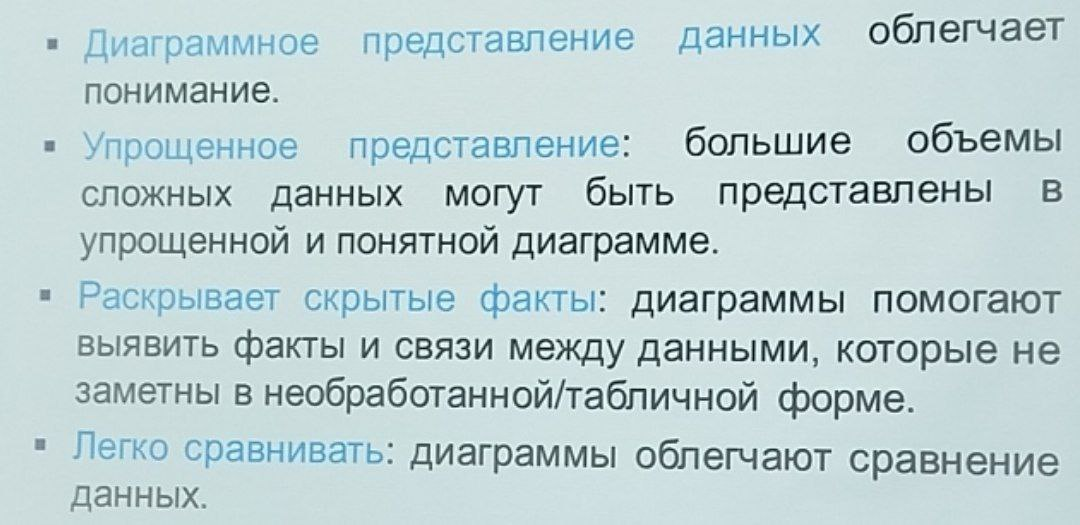 ▪ Диаграммное представление данных облегчает
понимание.
▪ Упрощенное представление: большие объемы
сложных данных могут быть представлены в
упрощенной и понятной диаграмме.
▪ Раскрывает скрытые факты: диаграммы помогают
выявить факты и связи между данными, которые не
заметны в необработанной/табличной форме.
▪ Легко сравнивать: диаграммы облегчают сравнение
данных.